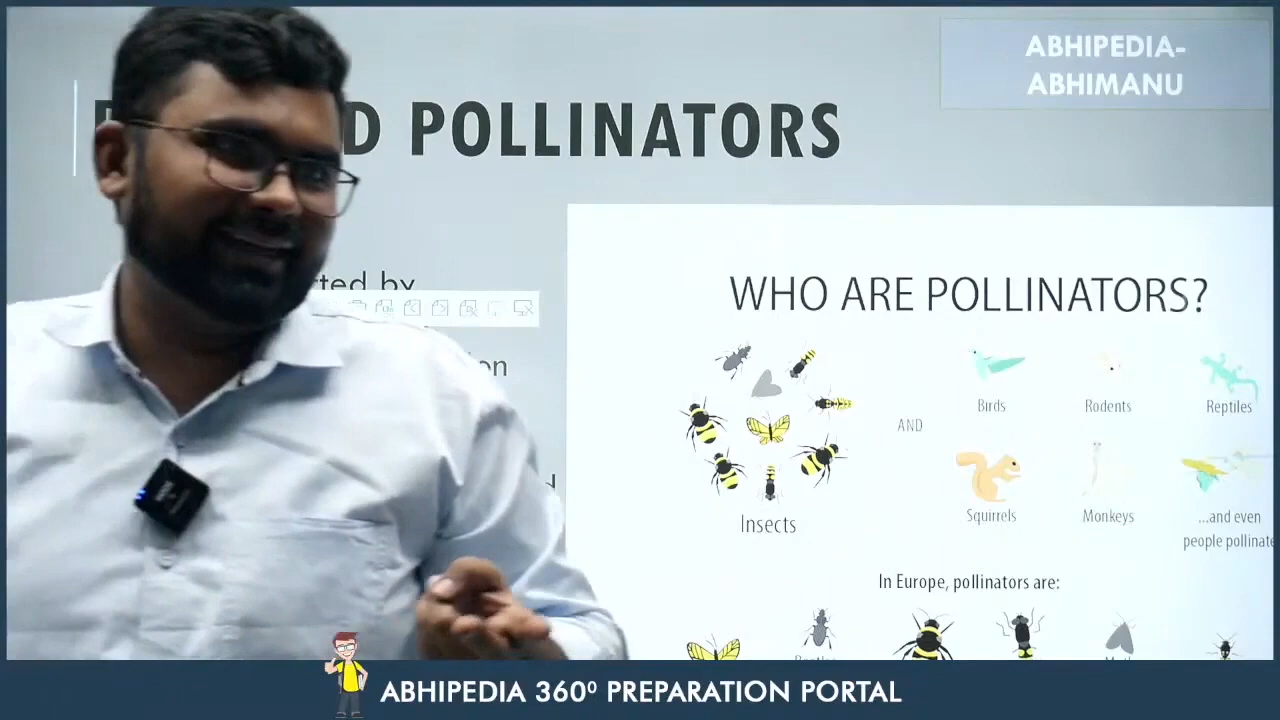 ABHIPEDIA-
ABHIMANU
D POLLINATORS
by
WHO ARE POLLINATORS?
Birds
Rodents
Reptiles
AND
Insects
Squirrels
Monkeys
...and even
people pollinate
In Europe, pollinators are:
ABHIPEDIA 360⁰ PREPARATION PORTAL